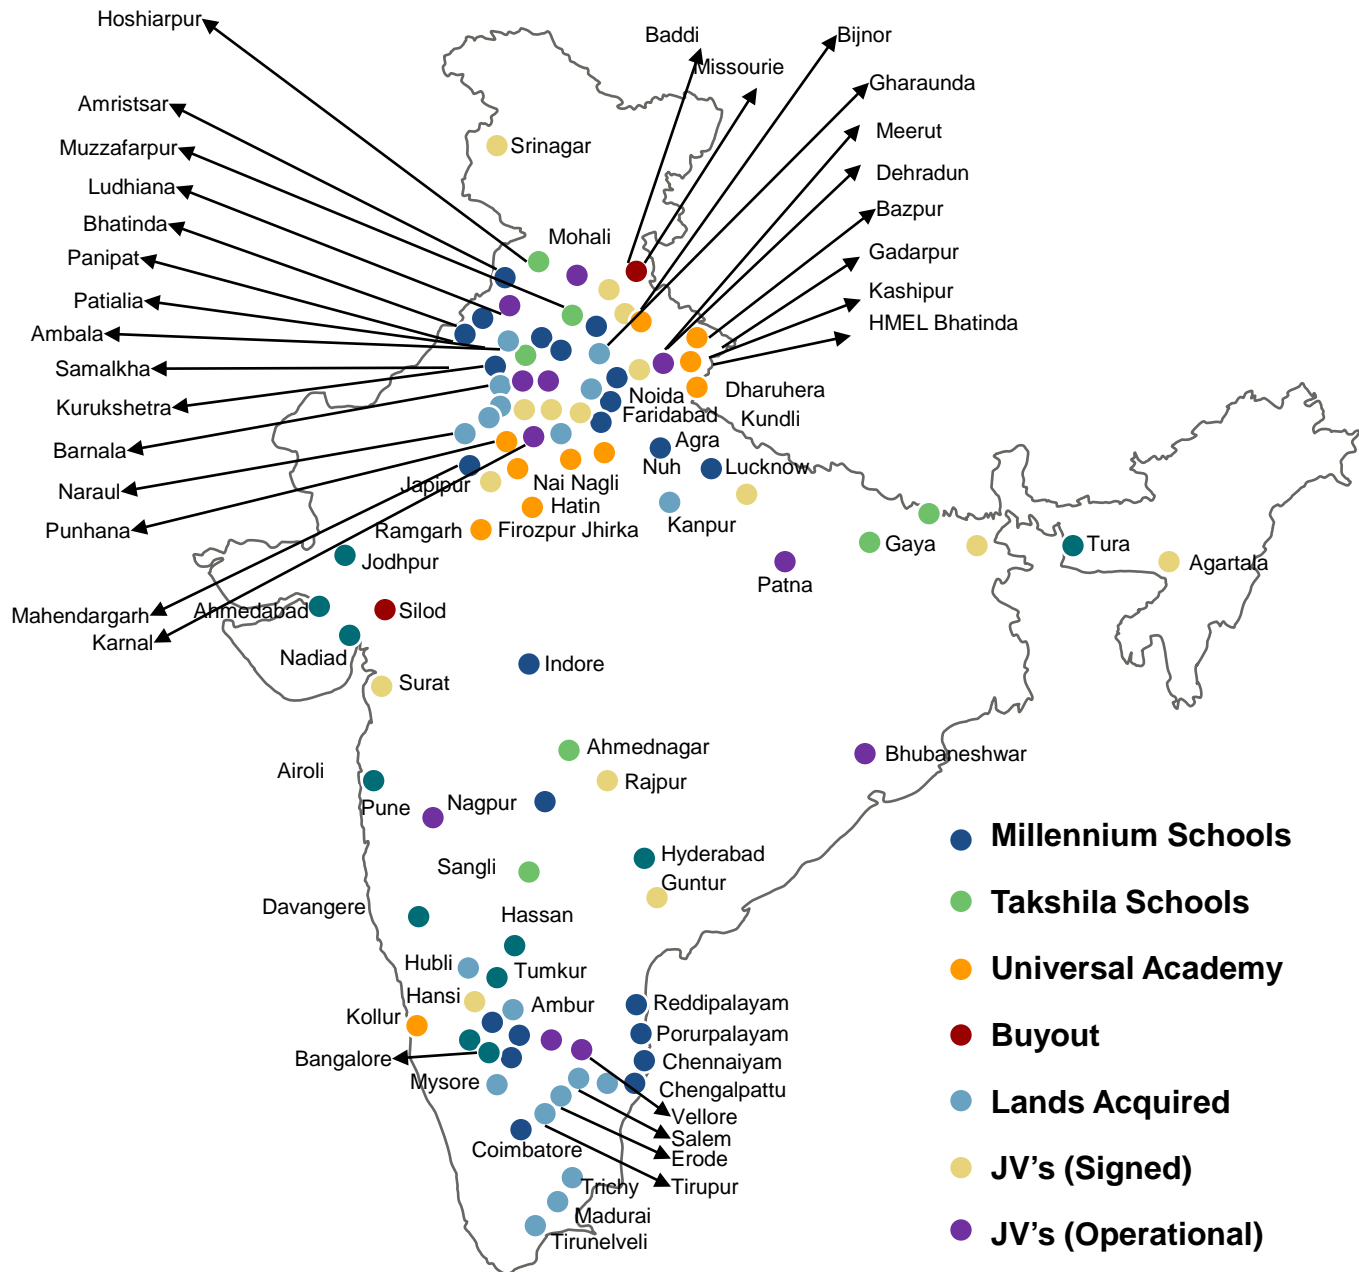 Hoshiarpur
Baddi
Bijnor
Missourie
Gharaunda
Amristsar
Meerut
Muzzafarpur
Srinagar
Dehradun
Ludhiana
Bazpur
Bhatinda
Mohali
Panipat
Gadarpur
Patialia
Kashipur
Ambala
HMEL Bhatinda
Samalkha
Kurukshetra
Noida
Dharuhera
Faridabad
Kundli
Barnala
Agra
Nuh
Lucknow
Naraul
Japipur
Nai Nagli
Hatin
Kanpur
Punhana
Ramgarh
Firozpur Jhirka
Gaya
Tura
Jodhpur
Agartala
Patna
Mahendargarh
Ahmedabad
Silod
Karnal
Nadiad
Indore
Surat
Ahmednagar
Bhubaneshwar
Airoli
Rajpur
Pune
Nagpur
Millennium Schools
Hyderabad
Sangli
Guntur
Takshila Schools
Davangere
Hassan
Hubli
Tumkur
Universal Academy
Hansi
Ambur
Reddipalayam
Kollur
Porurpalayam
Buyout
Bangalore
Chennaiyam
Mysore
Chengalpattu
Lands Acquired
Vellore
Salem
Coimbatore
Erode
JV’s (Signed)
Trichy
Tirupur
Madurai
Tirunelveli
JV’s (Operational)